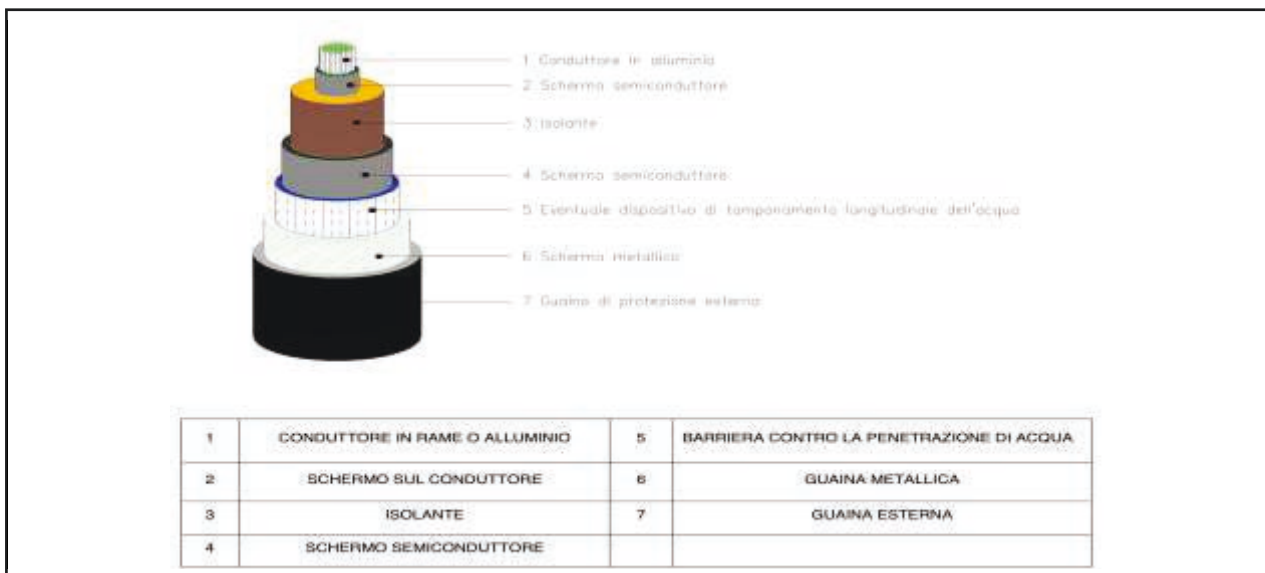 1 Conduttore in alluminio
2 Schermo semiconduttore
3 Isolante
4 Schermo semiconduttore
5 Eventuale dispositivo di tamponamento longitudinale dell'acqua
6 Schermo metallico
7 Guaina di protezione esterna
1 CONDUTTORE IN RAME O ALLUMINIO 5 BARRIERA CONTRO LA PENETRAZIONE DI ACQUA
2 SCHERMO SUL CONDUTTORE 6 GUAINA METALLICA
3 ISOLANTE 7 GUAINA ESTERNA
4 SCHERMO SEMICONDUTTORE